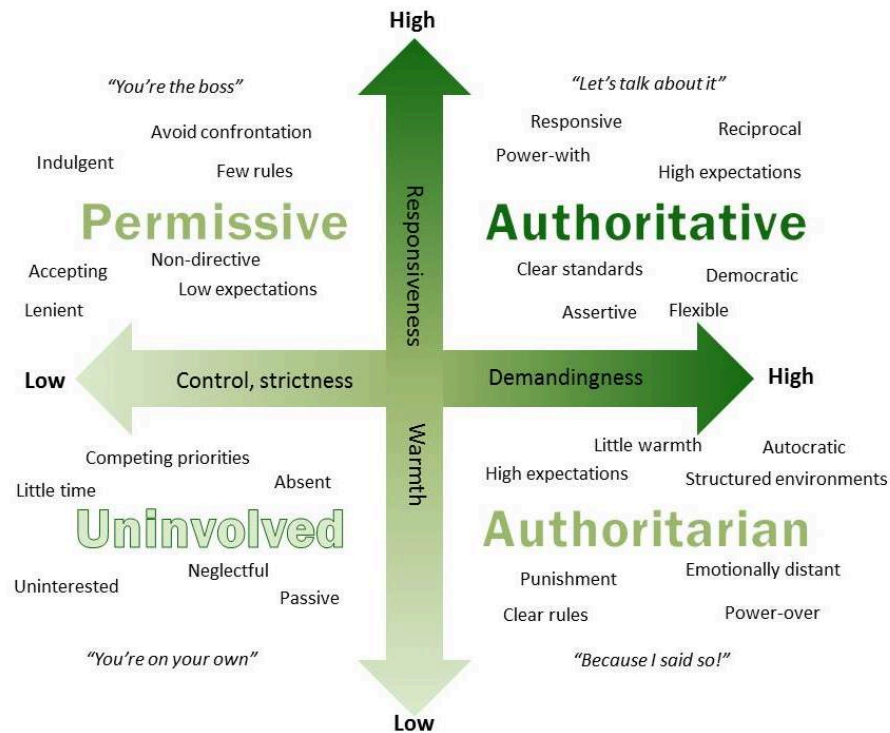 High
“You’re the boss”
“Let’s talk about it”
Avoid confrontation
Indulgent
Few rules
Responsive
Reciprocal
Power-with
High expectations
Permissive
Authoritative
Accepting
Non-directive
Low expectations
Lenient
Clear standards
Democratic
Assertive
Flexible
Responsiveness
Low
Control, strictness
Demandingness
High
Warmth
Competing priorities
Little time
Absent
Little warmth
Autocratic
High expectations
Structured environments
Uninvolved
Authoritarian
Uninterested
Neglectful
Passive
Punishment
Emotionally distant
Clear rules
Power-over
“You’re on your own”
“Because I said so!”
Low